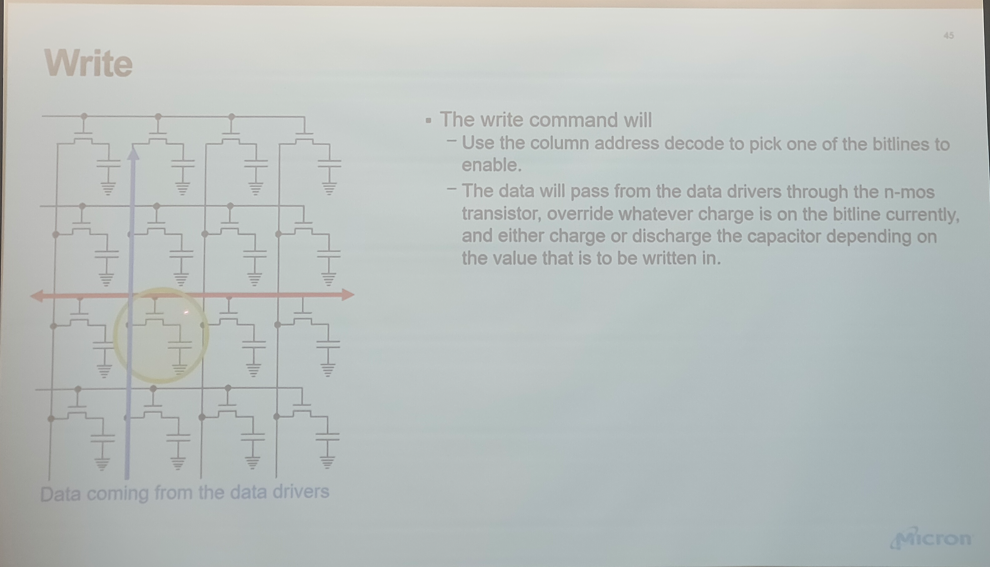 45
Write
▪ The write command will
– Use the column address decode to pick one of the bitlines to
enable.
– The data will pass from the data drivers through the n-mos
transistor, override whatever charge is on the bitline currently,
and either charge or discharge the capacitor depending on
the value that is to be written in.
Data coming from the data drivers
Micron